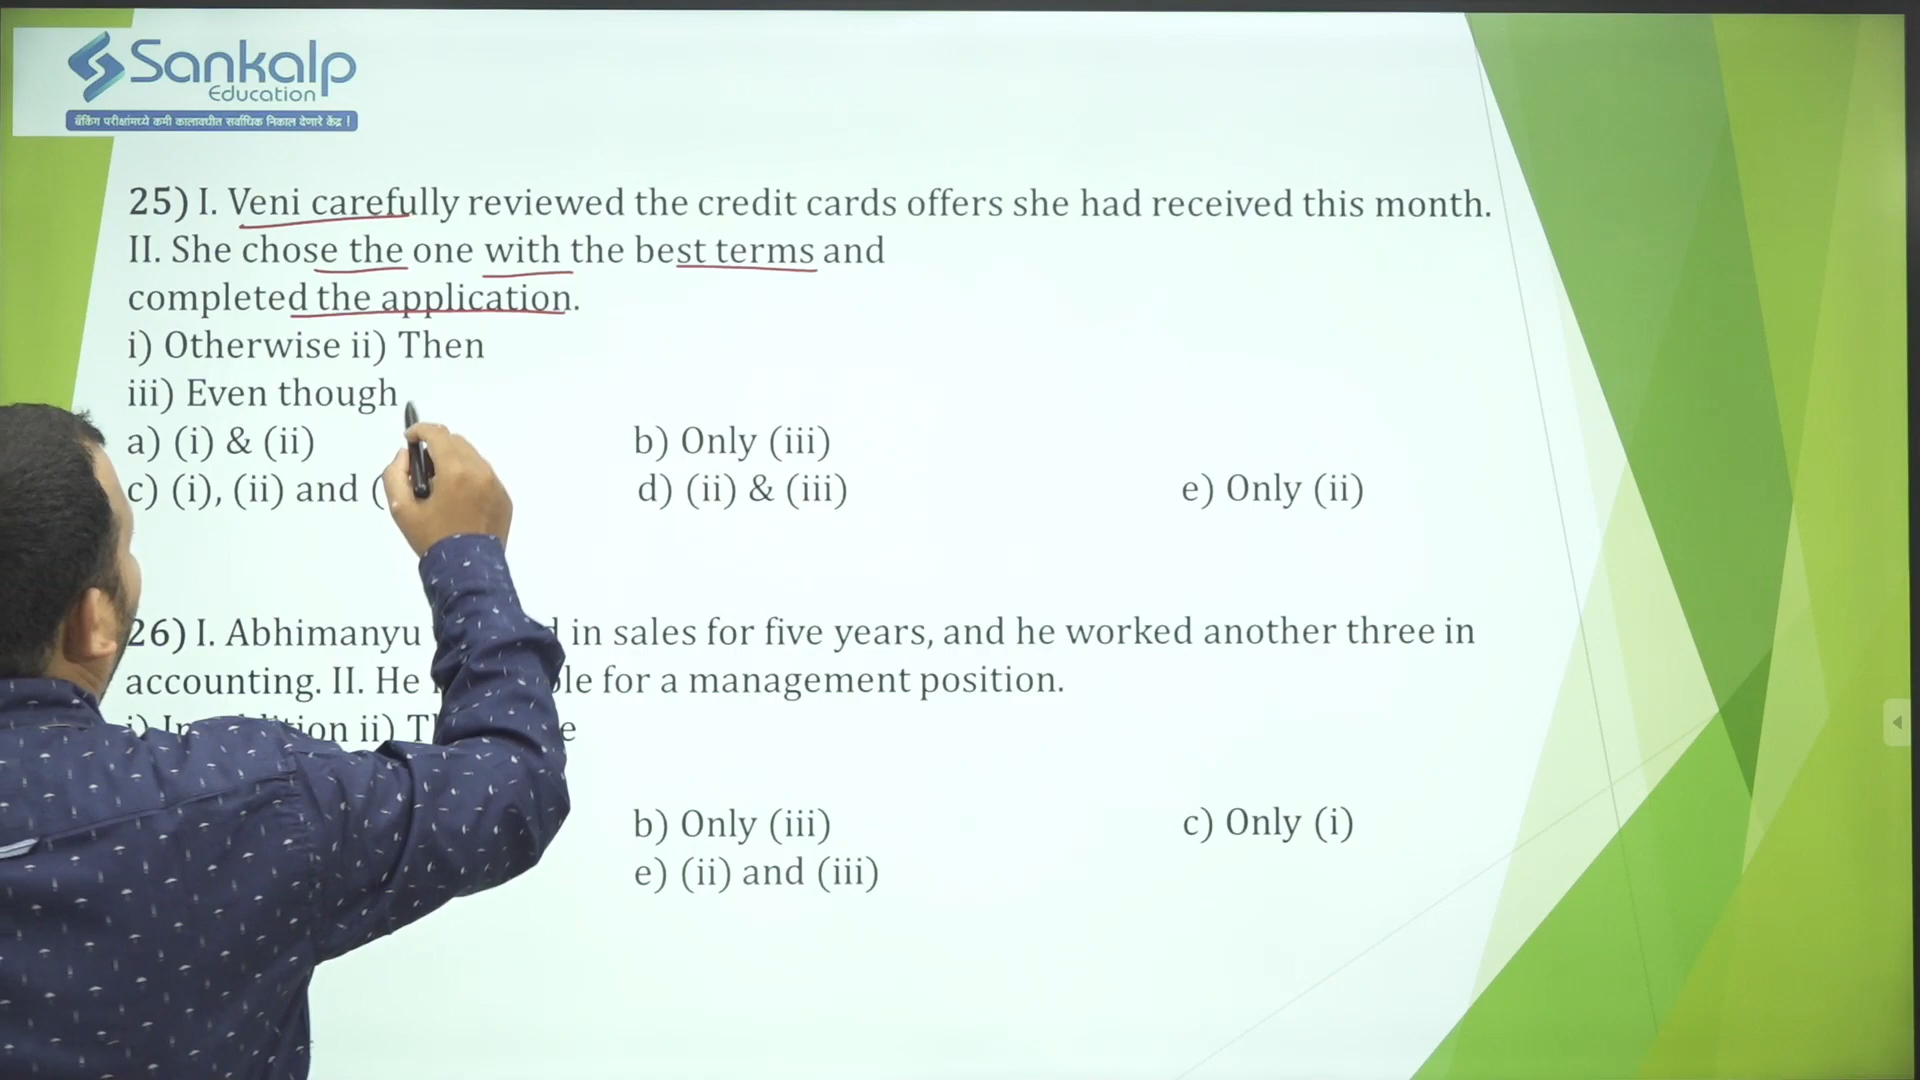 Sankalp
Education
बँकिंग परीक्षांमध्ये कमी कालावधीत सर्वाधिक निकाल देणारे केंद्र !
25) I. Veni carefully reviewed the credit cards offers she had received this month.
II. She chose the one with the best terms and
completed the application.
i) Otherwise ii) Then
iii) Even though
a) (i) & (ii) b) Only (iii)
c) (i), (ii) and ( d) (ii) & (iii) e) Only (ii)
26) I. Abhimanyu in sales for five years, and he worked another three in
accounting. II. He for a management position.
ii)
b) Only (iii) c) Only (i)
e) (ii) and (iii)